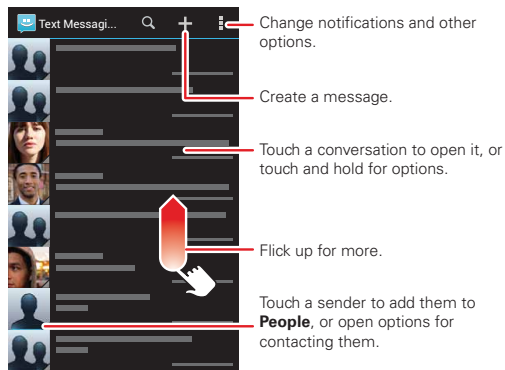 Text Messagi...
Change notifications and other
options.
Create a message.
Touch a conversation to open it, or
touch and hold for options.
Flick up for more.
Touch a sender to add them to
People, or open options for
contacting them.